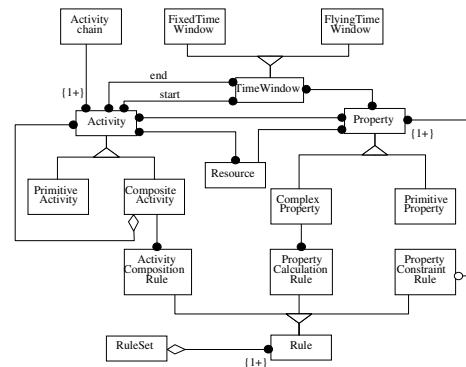 Activity
chain
FixedTime
Window
FlyingTime
Window
end
start
TimeWindow
{1+}
Activity
Property
{1+}
Resource
Primitive
Activity
Composite
Activity
Complex
Property
Primitive
Property
Activity
Composition
Rule
Property
Calculation
Rule
Property
Constraint
Rule
RuleSet
Rule
{1+}